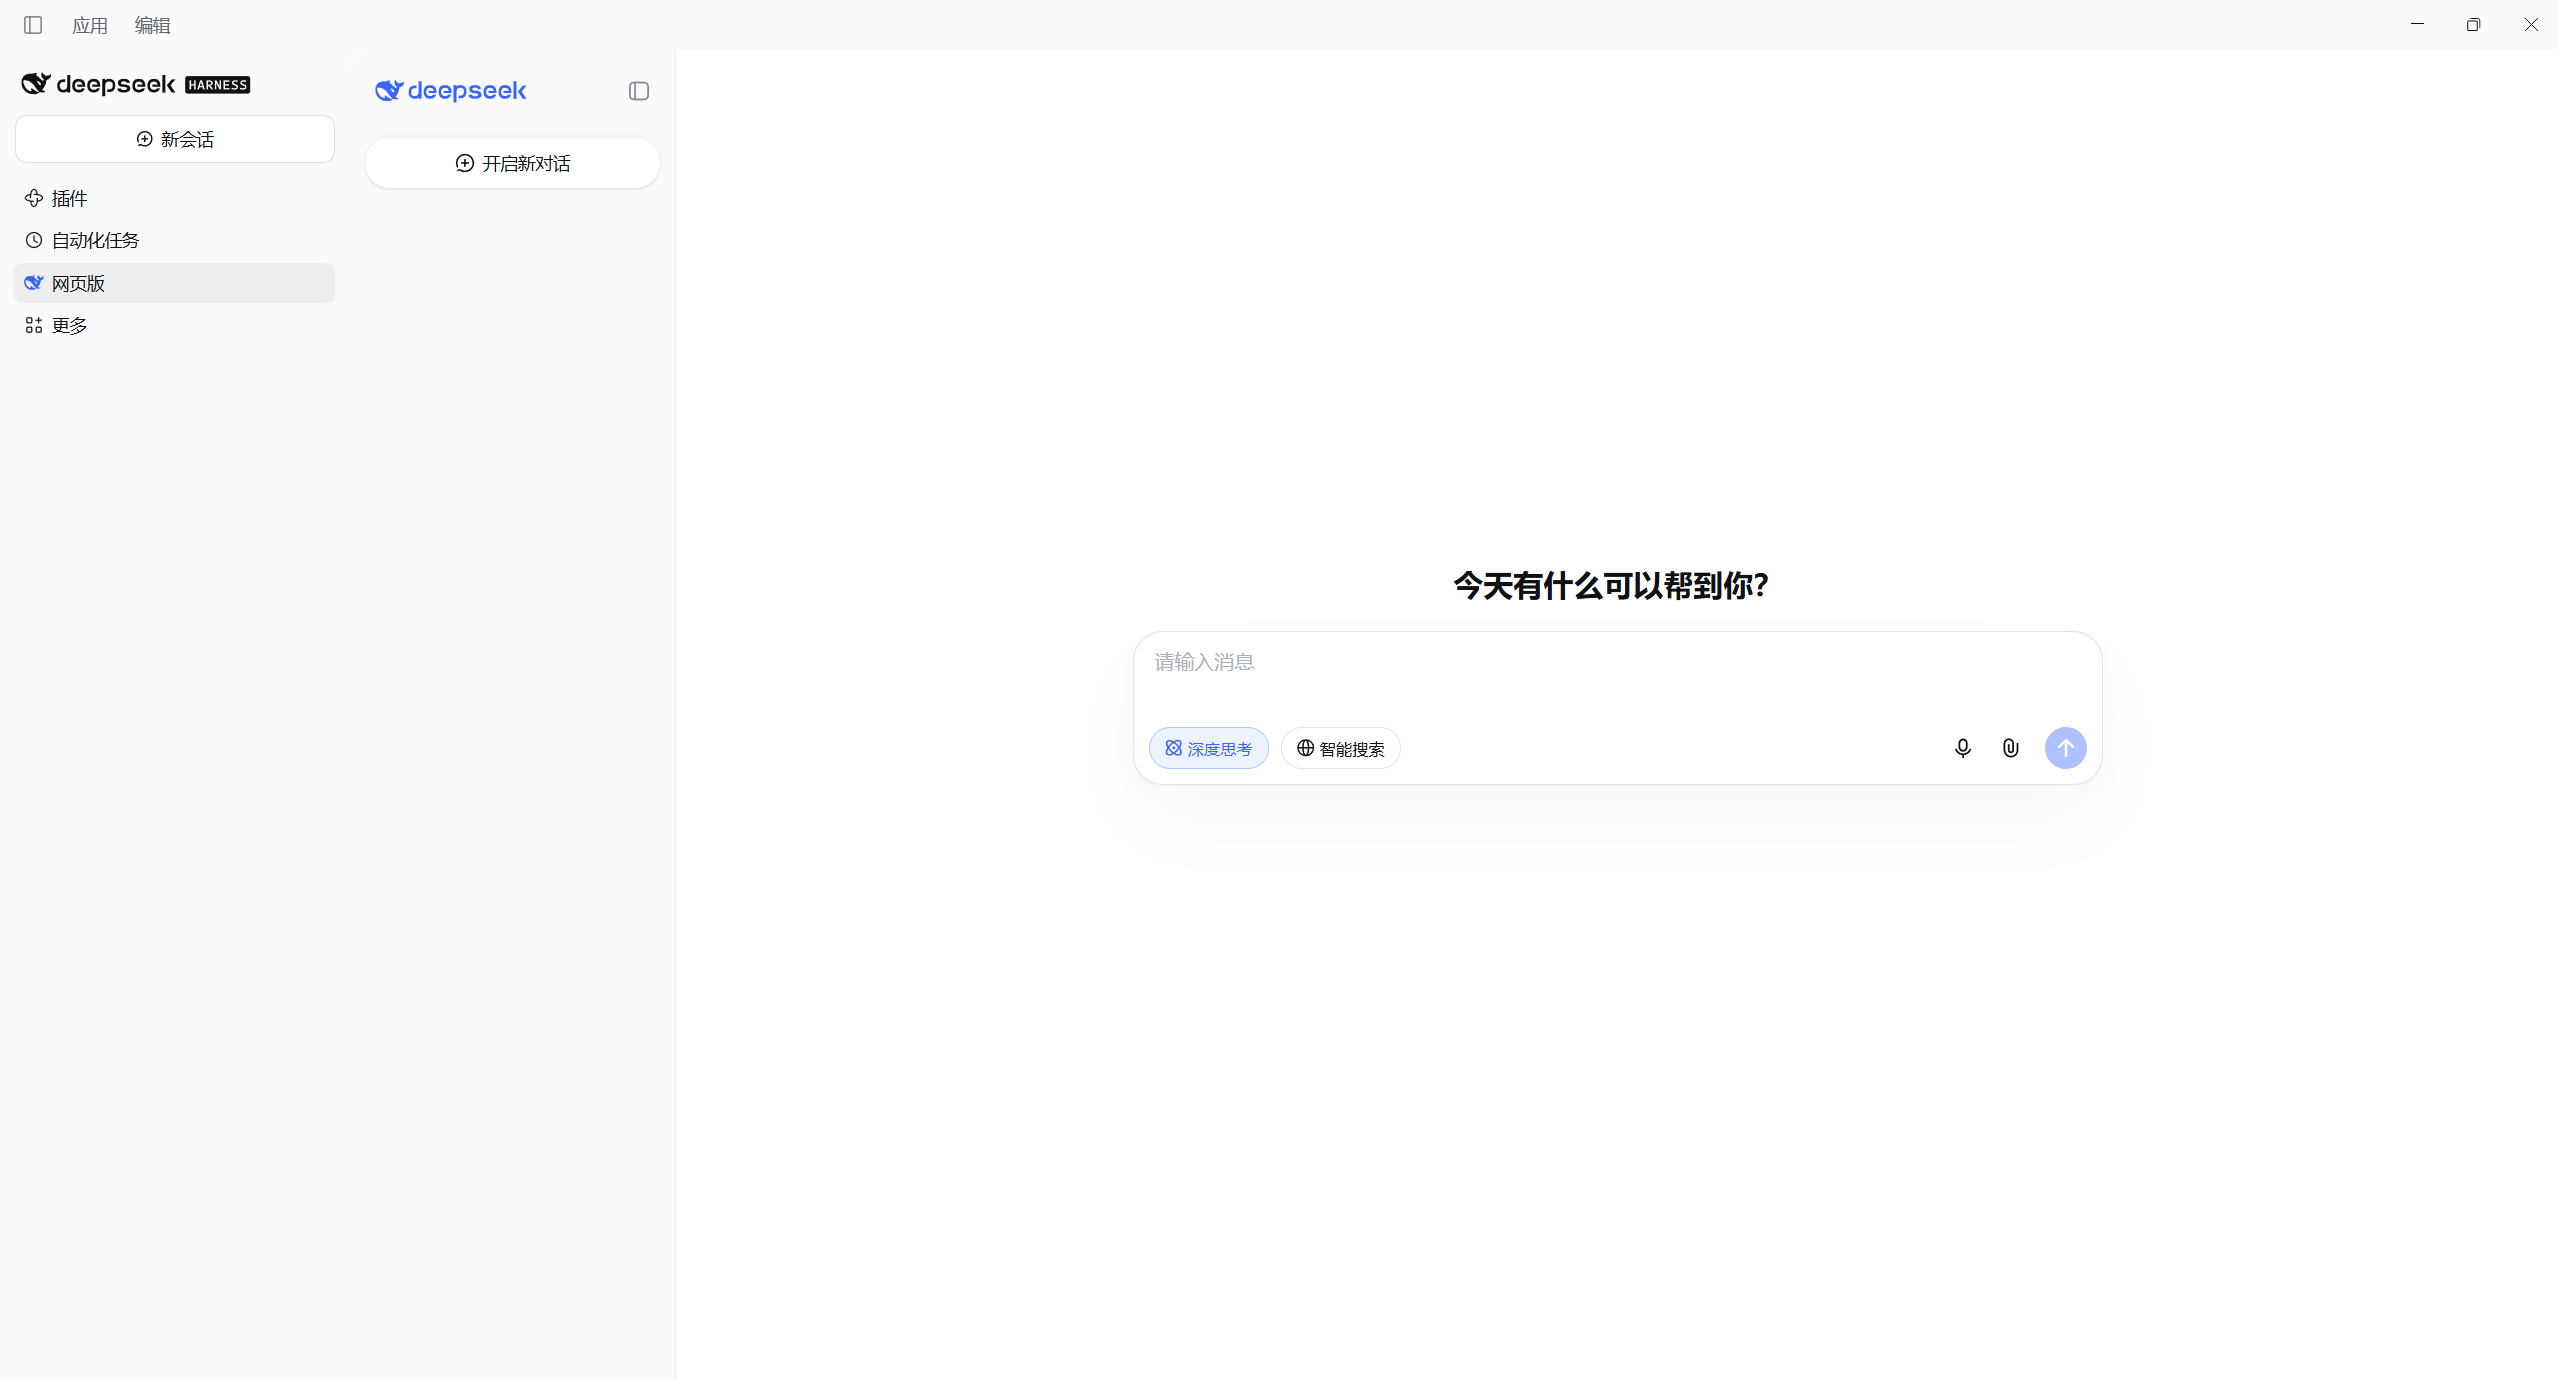 应用 编辑
deepseek HARNESS
新会话
插件
自动化任务
网页版
更多
deepseek
开启新对话
今天有什么可以帮到你？
请输入消息
深度思考 智能搜索